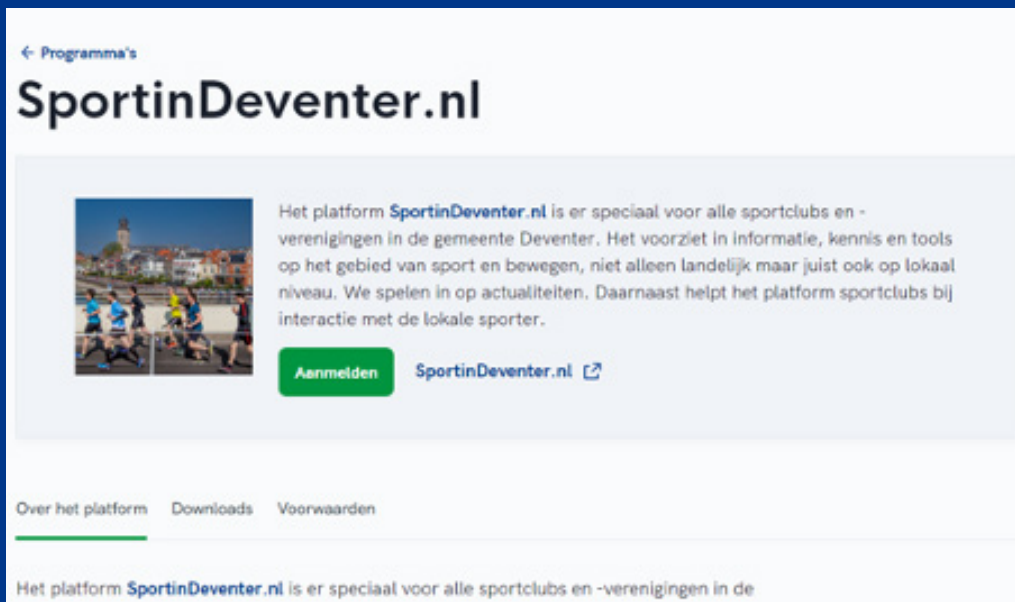 ← Programma's
SportinDeventer.nl
Het platform SportinDeventer.nl is er speciaal voor alle sportclubs en -
verenigingen in de gemeente Deventer. Het voorziet in informatie, kennis en tools
op het gebied van sport en bewegen, niet alleen landelijk maar juist ook op lokaal
niveau. We spelen in op actualiteiten. Daarnaast helpt het platform sportclubs bij
interactie met de lokale sporter.
Aanmelden SportinDeventer.nl
Over het platform Downloads Voorwaarden
Het platform SportinDeventer.nl is er speciaal voor alle sportclubs en -verenigingen in de